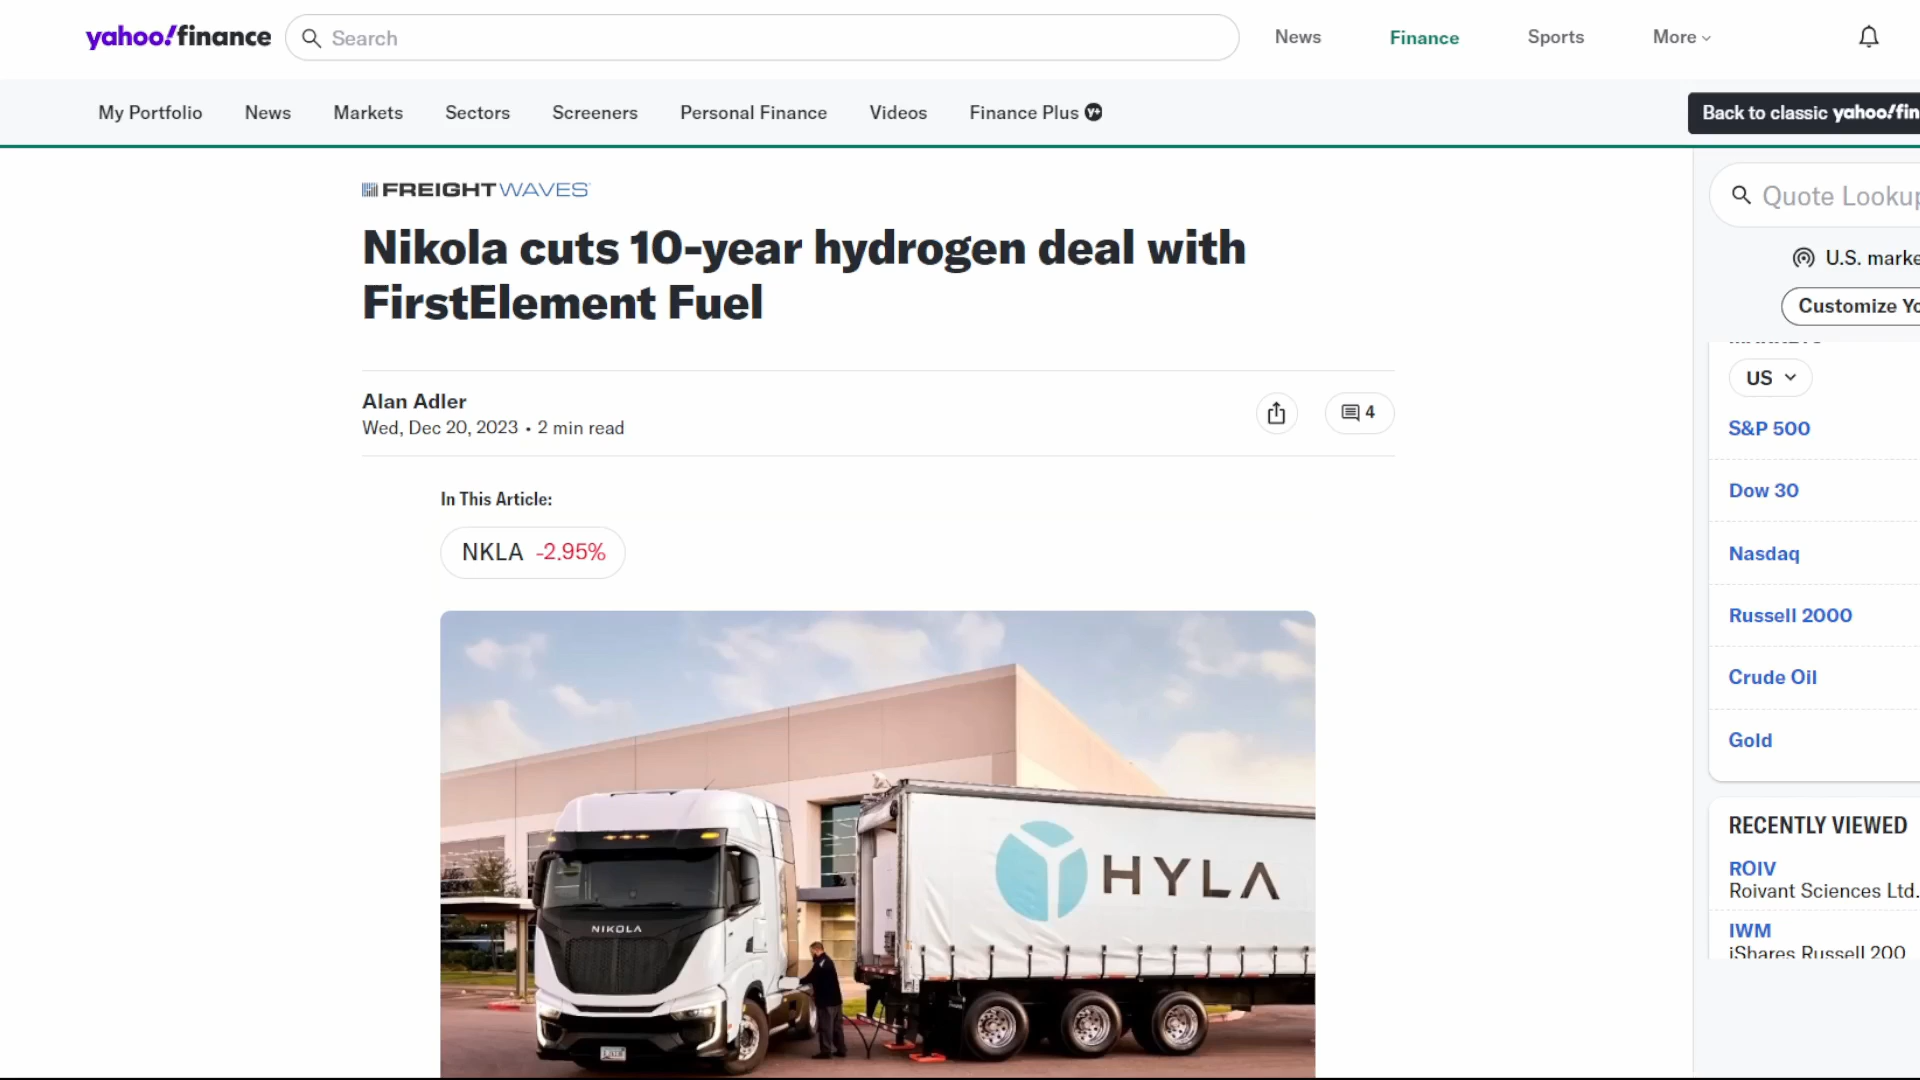 yahoo!finance
Search
News
Finance
Sports
More
My Portfolio
News
Markets
Sectors
Screeners
Personal Finance
Videos
Finance Plus
Back to classic yahoo!fin
FREIGHTWAVES
Nikola cuts 10-year hydrogen deal with
FirstElement Fuel
Alan Adler
Wed, Dec 20, 2023 • 2 min read
4
In This Article:
NKLA -2.95%
HYLA
NIKOLA
Quote Lookup
U.S. marke
Customize Yo
US
S&P 500
Dow 30
Nasdaq
Russell 2000
Crude Oil
Gold
RECENTLY VIEWED
ROIV
Roivant Sciences Ltd.
IWM
iShares Russell 200